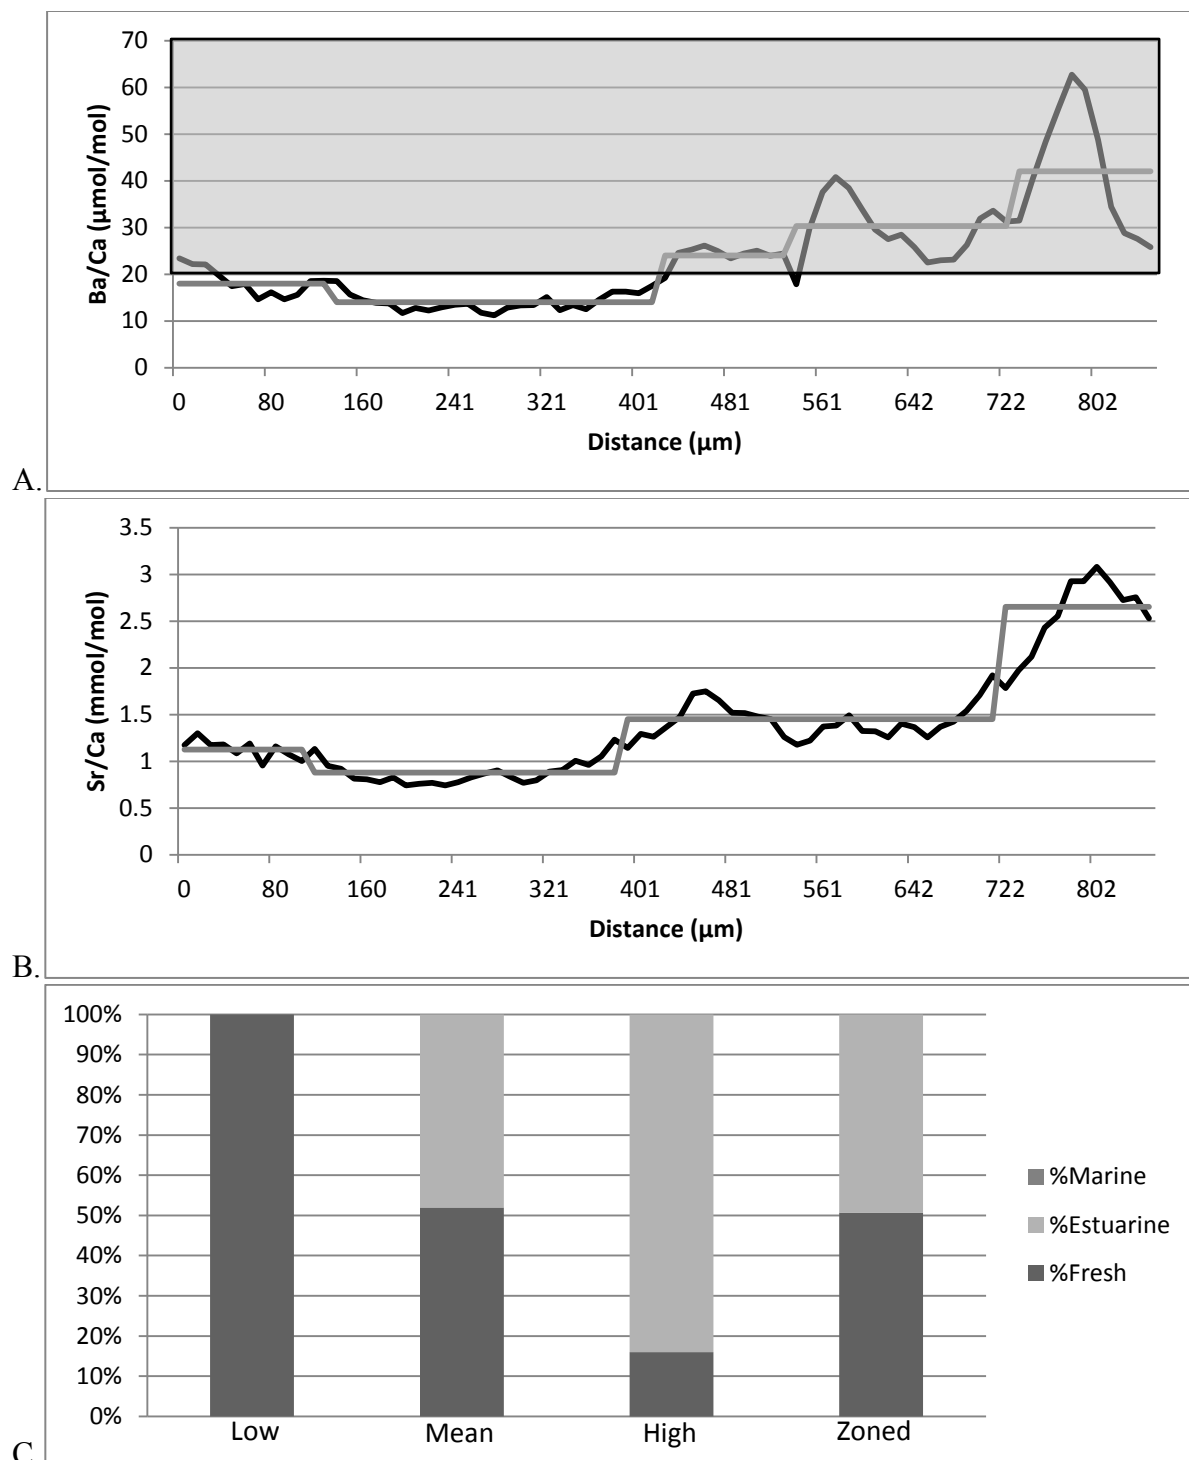 70
60
50
40
30
20
10
0
Ba/Ca (µmol/mol)
0 80 160 241 321 401 481 561 642 722 802
Distance (µm)
A.
3.5
3
2.5
2
1.5
1
0.5
0
Sr/Ca (mmol/mol)
0 80 160 241 321 401 481 561 642 722 802
Distance (µm)
B.
100%
90%
80%
70%
60%
50%
40%
30%
20%
10%
0%
Low Mean High Zoned
%Marine
%Estuarine
%Fresh
C